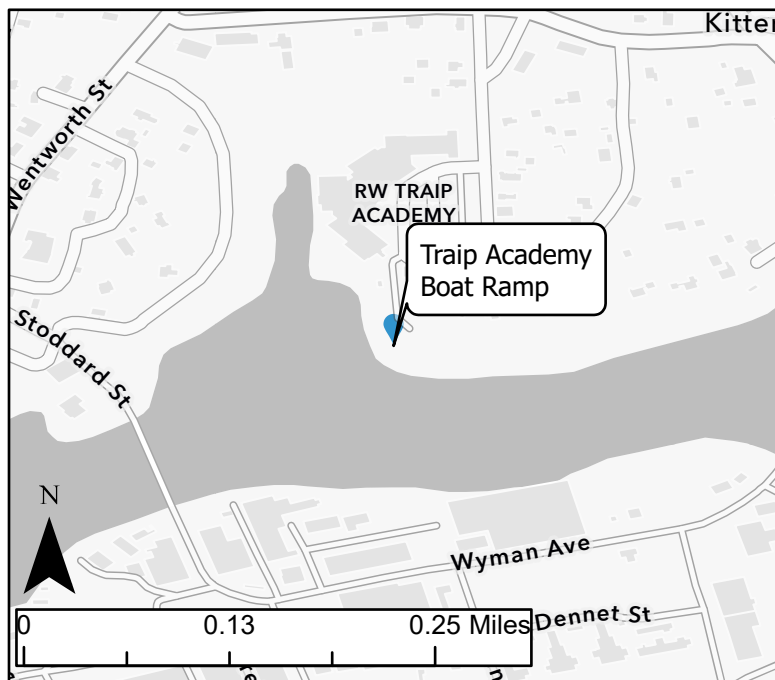 Kitter
Wentworth St
RW TRAIP
ACADEMY
Traip Academy
Boat Ramp
Stoddard St
N
Wyman Ave
0 0.13 0.25 Miles
Dennet St
re
n